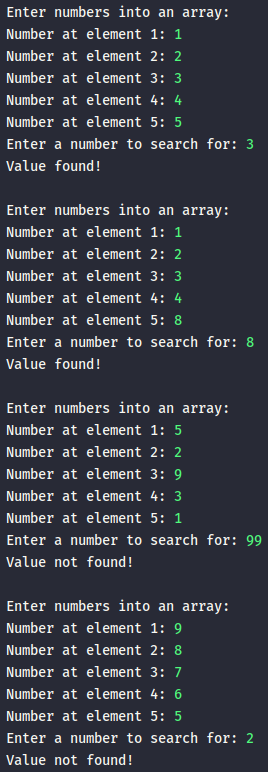 Enter numbers into an array:
Number at element 1: 1
Number at element 2: 2
Number at element 3: 3
Number at element 4: 4
Number at element 5: 5
Enter a number to search for: 3
Value found!

Enter numbers into an array:
Number at element 1: 1
Number at element 2: 2
Number at element 3: 3
Number at element 4: 4
Number at element 5: 8
Enter a number to search for: 8
Value found!

Enter numbers into an array:
Number at element 1: 5
Number at element 2: 2
Number at element 3: 9
Number at element 4: 3
Number at element 5: 1
Enter a number to search for: 99
Value not found!

Enter numbers into an array:
Number at element 1: 9
Number at element 2: 8
Number at element 3: 7
Number at element 4: 6
Number at element 5: 5
Enter a number to search for: 2
Value not found!